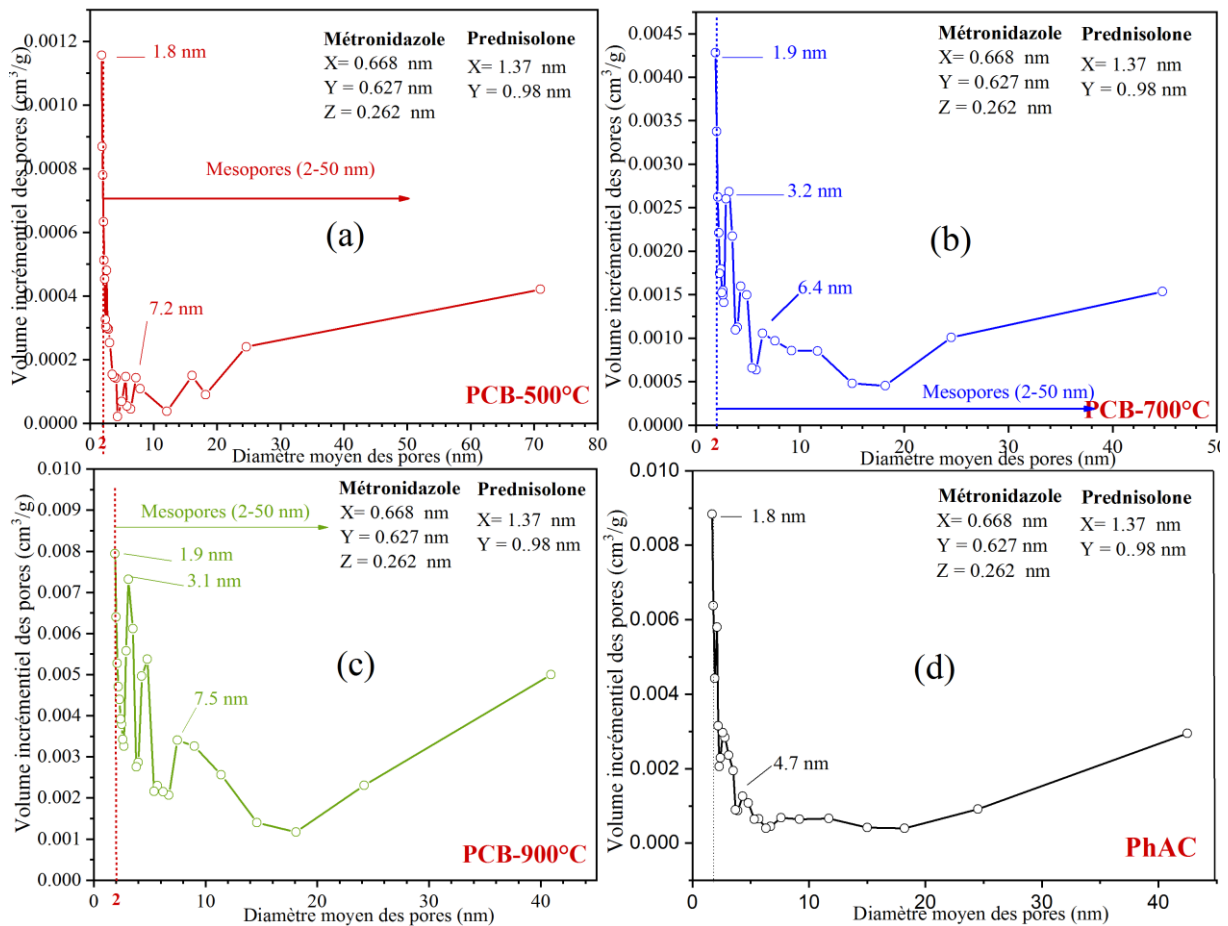 Volume incrémentiel des pores (cm³/g)
0.0012
0.0010
0.0008
0.0006
0.0004
0.0002
0.0000
1.8 nm
Métronidazole Prednisolone
X= 0.668 nm X= 1.37 nm
Y = 0.627 nm Y = 0..98 nm
Z = 0.262 nm
Mesopores (2-50 nm)
(a)
7.2 nm
PCB-500°C
0 2 10 20 30 40 50 60 70 80
Diamètre moyen des pores (nm)
Volume incrémentiel des pores (cm³/g)
0.0045
0.0040
0.0035
0.0030
0.0025
0.0020
0.0015
0.0010
0.0005
0.0000
1.9 nm
Métronidazole Prednisolone
X= 0.668 nm X= 1.37 nm
Y = 0.627 nm Y = 0..98 nm
Z = 0.262 nm
3.2 nm
(b)
6.4 nm
Mesopores (2-50 nm)
PCB-700°C
0 2 10 20 30 40 50
Diamètre moyen des pores (nm)
Volume incrémentiel des pores (cm³/g)
0.010
0.009
0.008
0.007
0.006
0.005
0.004
0.003
0.002
0.001
0.000
Métronidazole Prednisolone
X= 0.668 nm X= 1.37 nm
Y = 0.627 nm Y = 0..98 nm
Z = 0.262 nm
Mesopores (2-50 nm)
1.9 nm
3.1 nm
(c)
7.5 nm
PCB-900°C
0 2 10 20 30 40
Diamètre moyen des pores (nm)
Volume incrémentiel des pores (cm³/g)
0.010
0.008
0.006
0.004
0.002
0.000
1.8 nm
Métronidazole Prednisolone
X= 0.668 nm X= 1.37 nm
Y = 0.627 nm Y = 0..98 nm
Z = 0.262 nm
(d)
4.7 nm
PhAC
0 10 20 30 40
Diamètre moyen des pores (nm)